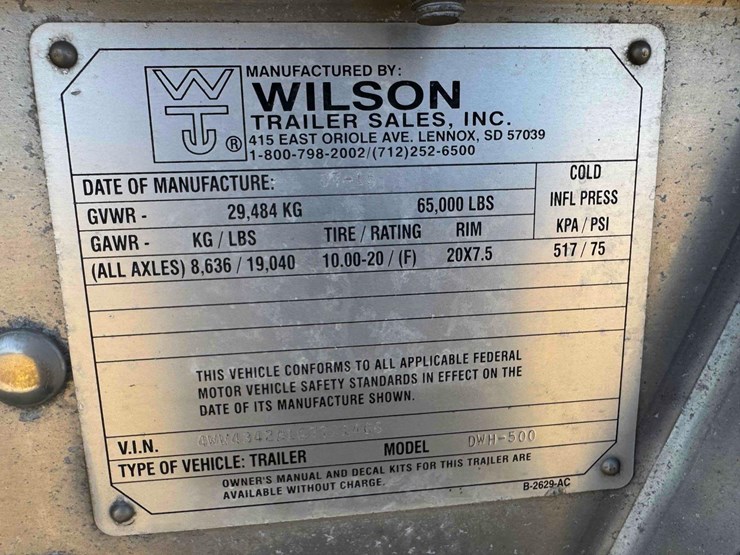 MANUFACTURED BY:
WILSON
TRAILER SALES, INC.
®
415 EAST ORIOLE AVE. LENNOX, SD 57039
1-800-798-2002/(712)252-6500
DATE OF MANUFACTURE:
COLD
INFL PRESS
KPA / PSI
GVWR - 29,484 KG 65,000 LBS
GAWR - KG / LBS TIRE / RATING RIM
(ALL AXLES) 8,636 / 19,040 10.00-20 / (F) 20X7.5 517 / 75
THIS VEHICLE CONFORMS TO ALL APPLICABLE FEDERAL
MOTOR VEHICLE SAFETY STANDARDS IN EFFECT ON THE
DATE OF ITS MANUFACTURE SHOWN.
V.I.N. MODEL DWH-500
TYPE OF VEHICLE: TRAILER
OWNER'S MANUAL AND DECAL KITS FOR THIS TRAILER ARE
AVAILABLE WITHOUT CHARGE.
B-2629-AC